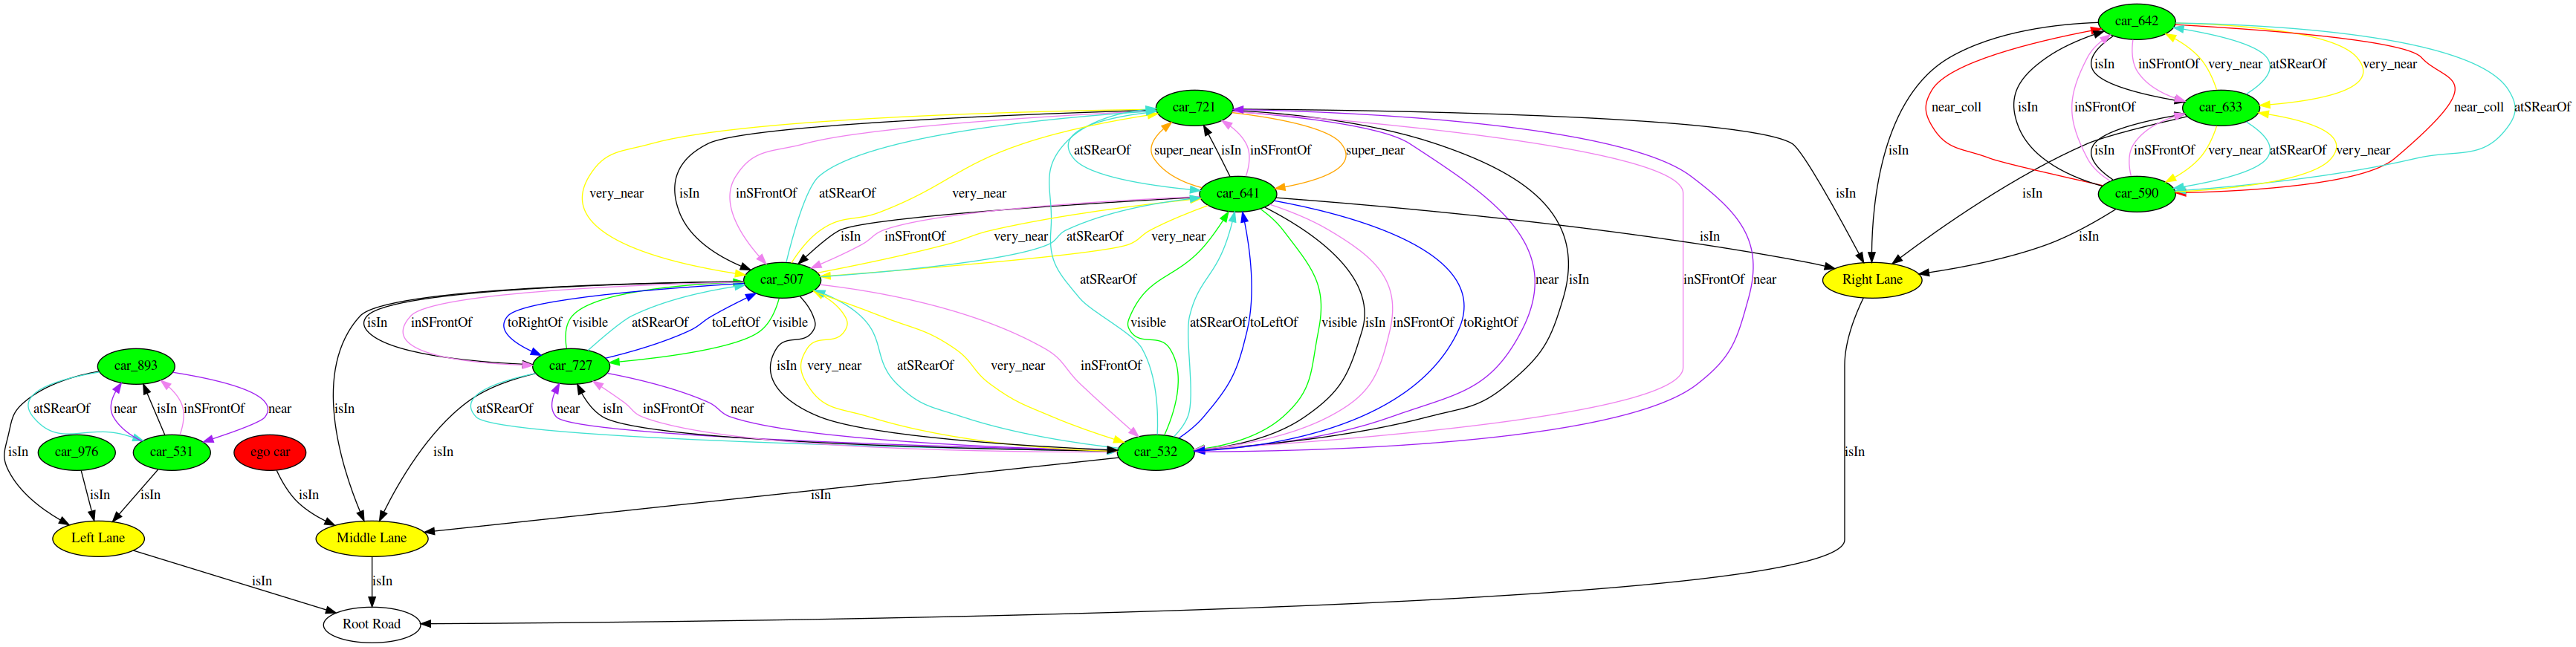 car_642
isIn inSFrontOf very_near atSRearOf very_near
car_721 near_coll isIn inSFrontOf car_633 near_coll atSRearOf
atSRearOf super_near isIn inSFrontOf super_near isIn isIn inSFrontOf very_near atSRearOf very_near
very_near isIn inSFrontOf atSRearOf very_near car_641 isIn isIn car_590
isIn inSFrontOf very_near atSRearOf very_near isIn isIn
car_507 atSRearOf near isIn inSFrontOf near Right Lane
isIn inSFrontOf toRightOf visible atSRearOf toLeftOf visible visible atSRearOf toLeftOf visible isIn inSFrontOf toRightOf
car_893 car_727 isIn very_near atSRearOf very_near inSFrontOf
atSRearOf near isIn inSFrontOf near isIn atSRearOf near isIn inSFrontOf near
isIn car_976 car_531 ego car isIn car_532 isIn
isIn isIn isIn isIn
Left Lane Middle Lane
isIn isIn
Root Road